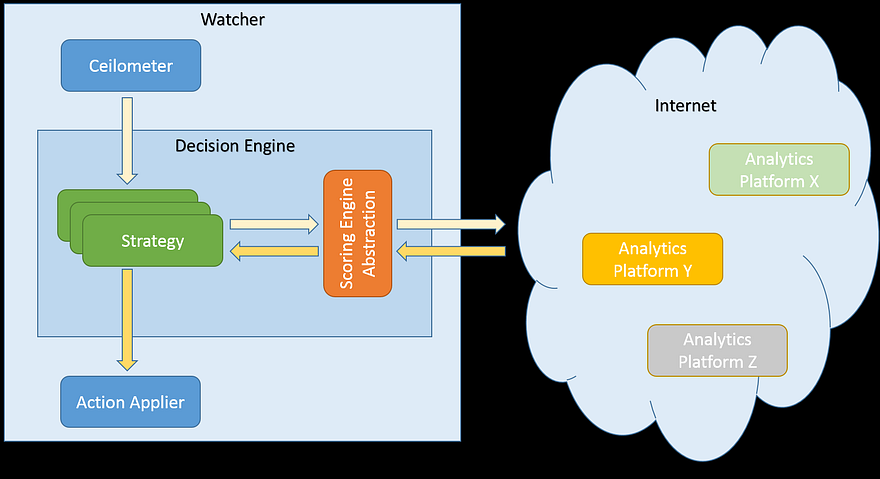 Watcher
Ceilometer
Decision Engine
Strategy
Scoring Engine
Abstraction
Action Applier
Internet
Analytics
Platform X
Analytics
Platform Y
Analytics
Platform Z